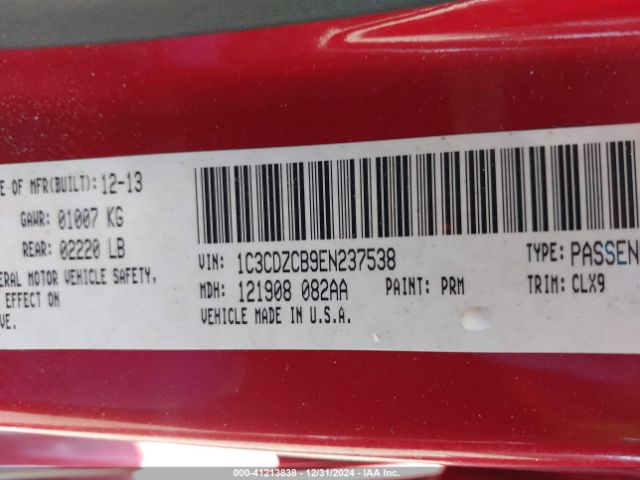 E OF MFR(BUILT): 12-13
GAWR: 01007 KG
REAR: 02220 LB
ERAL MOTOR VEHICLE SAFETY,
EFFECT ON
VE.
VIN: 1C3CDZCB9EN237538
TYPE: PASSEN
MDH: 121908 082AA
PAINT: PRM
TRIM: CLX9
VEHICLE MADE IN U.S.A.
000-41213838 - 12/31/2024 - IAA Inc.